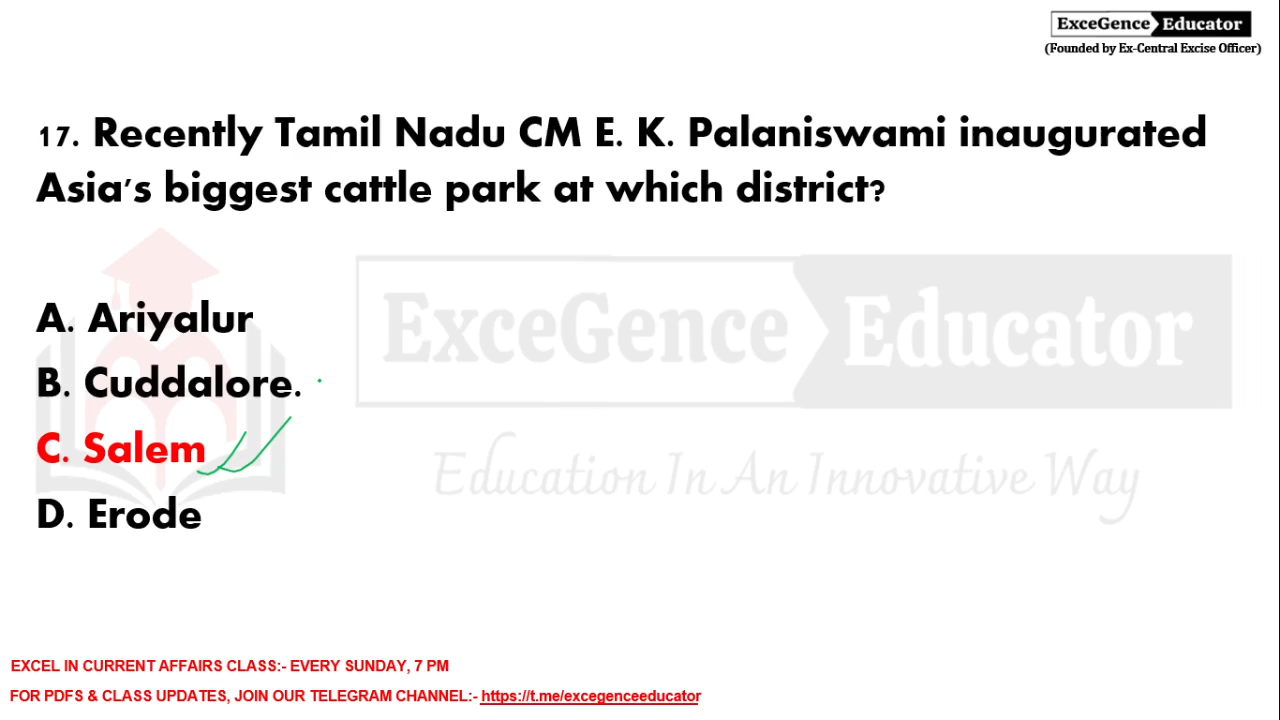 ExceGence Educator
(Founded by Ex-Central Excise Officer)
17. Recently Tamil Nadu CM E. K. Palaniswami inaugurated
Asia's biggest cattle park at which district?
ExceGence Educator
A. Ariyalur
B. Cuddalore.
C. Salem
Education In An Innovative Way
D. Erode
EXCEL IN CURRENT AFFAIRS CLASS:- EVERY SUNDAY, 7 PM
FOR PDFS & CLASS UPDATES, JOIN OUR TELEGRAM CHANNEL:- https://t.me/excegenceeducator